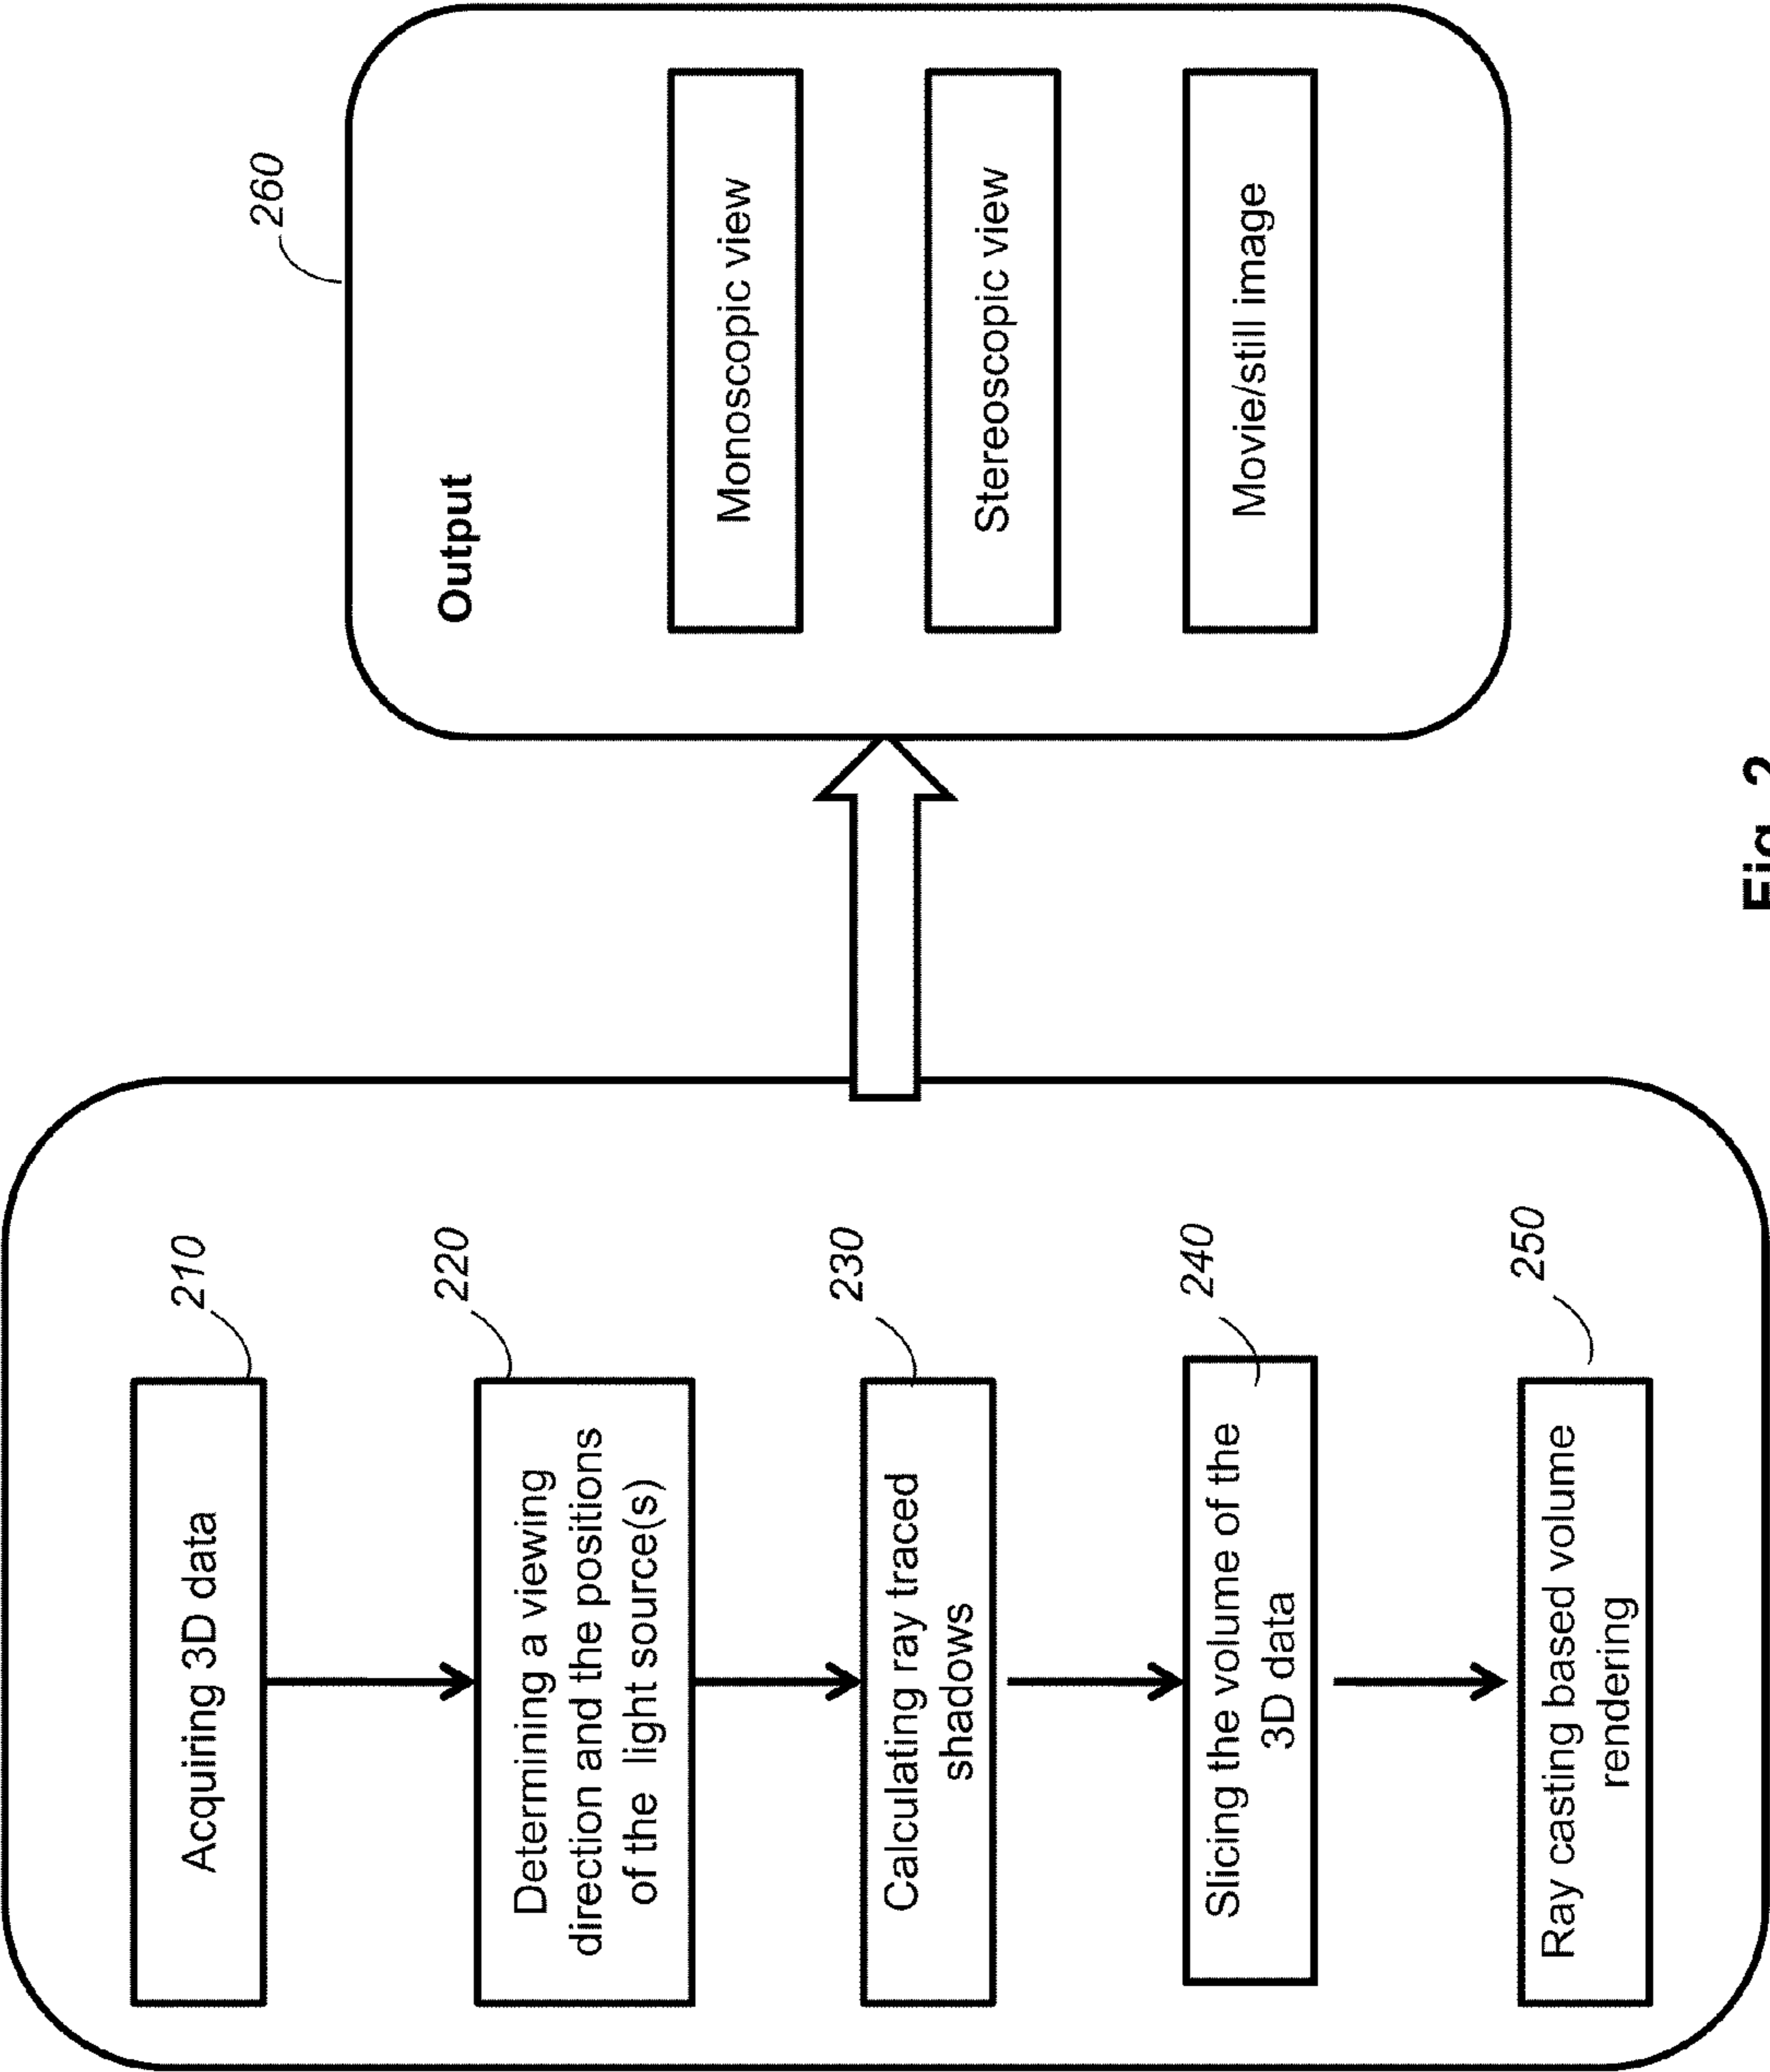 210
Acquiring 3D data
220
Determining a viewing
direction and the positions
of the light source(s)
230
Calculating ray traced
shadows
240
Slicing the volume of the
3D data
250
Ray casting based volume
rendering
260
Output
Monoscopic view
Stereoscopic view
Movie/still image
Fig. 2